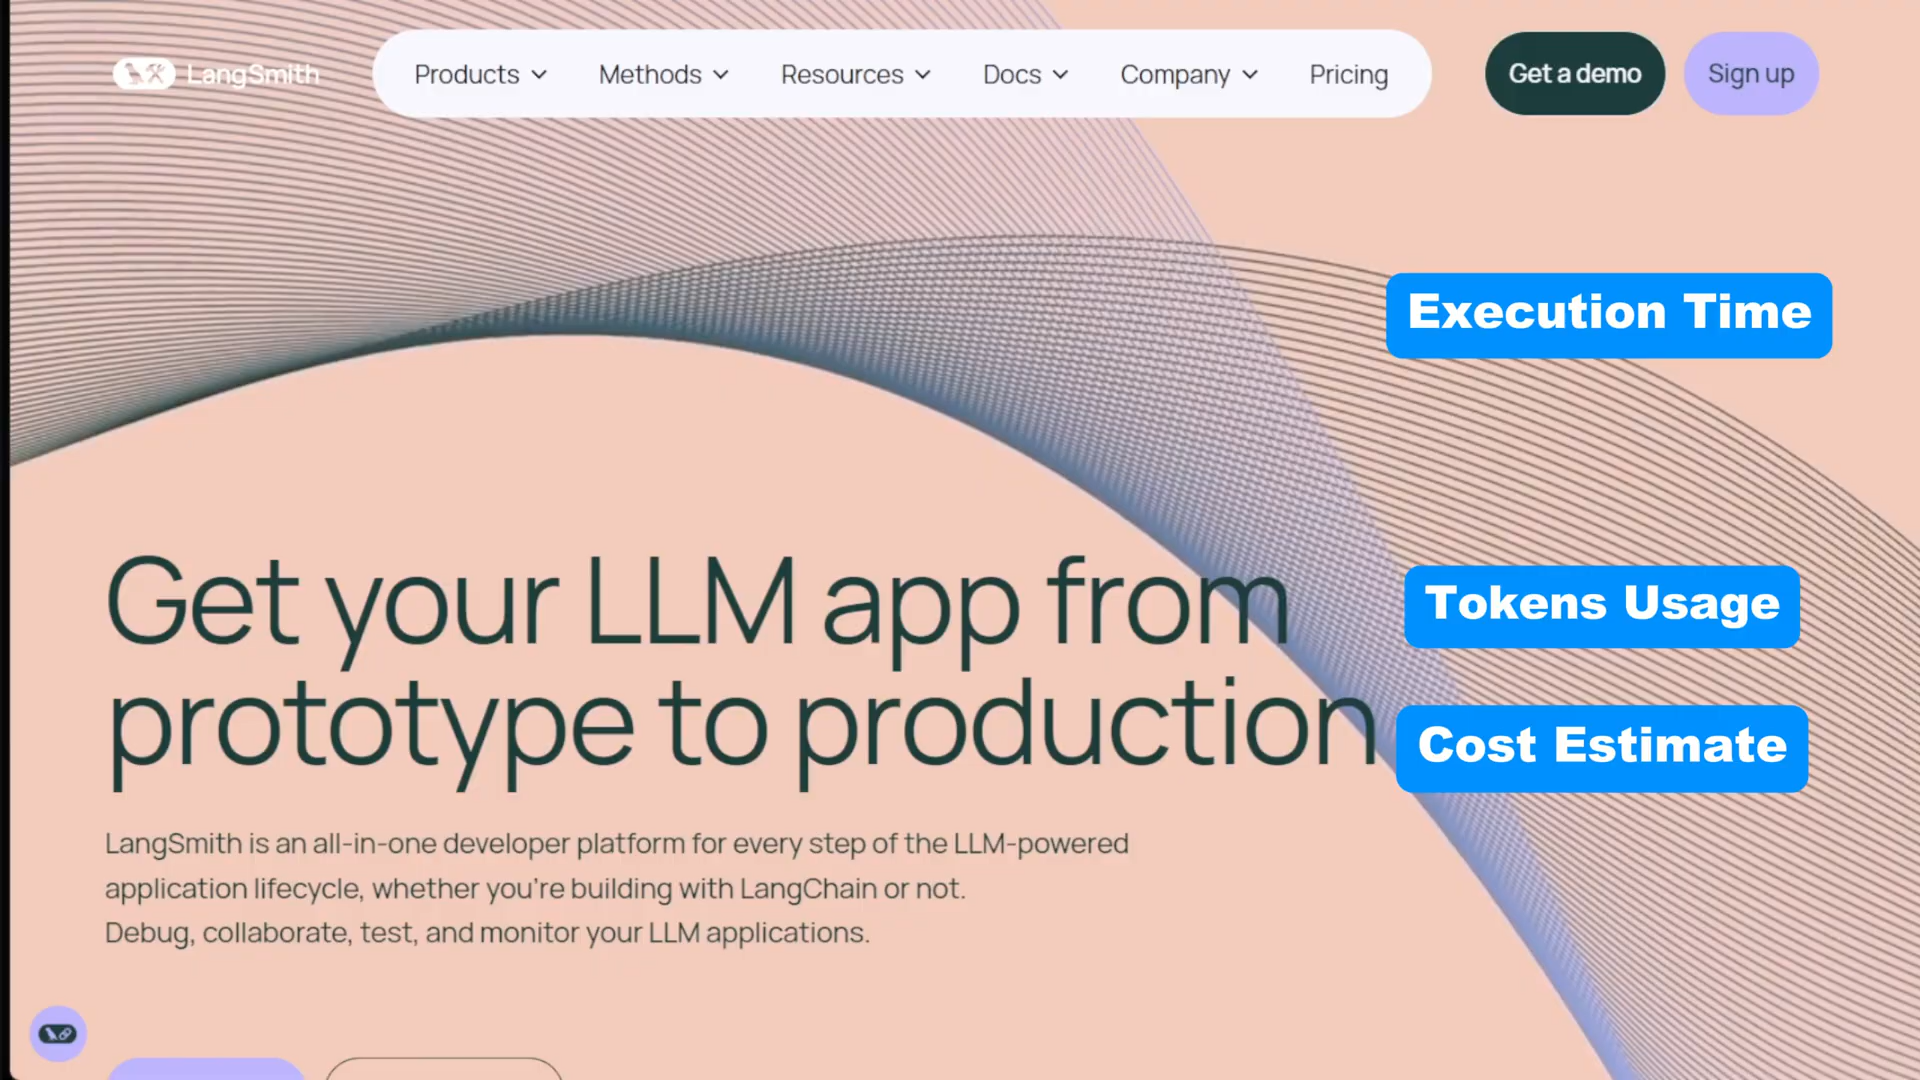 LangSmith
Products
Methods
Resources
Docs
Company
Pricing
Get a demo
Sign up
Execution Time
Get your LLM app from
prototype to production
Tokens Usage
Cost Estimate
LangSmith is an all-in-one developer platform for every step of the LLM-powered
application lifecycle, whether you're building with LangChain or not.
Debug, collaborate, test, and monitor your LLM applications.